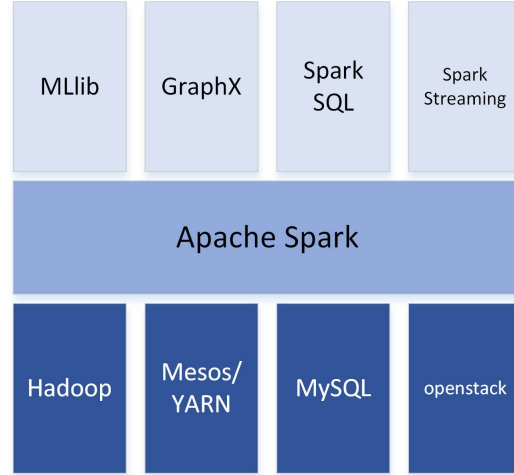 MLlib
GraphX
Spark
SQL
Spark
Streaming
Apache Spark
Hadoop
Mesos/
YARN
MySQL
openstack